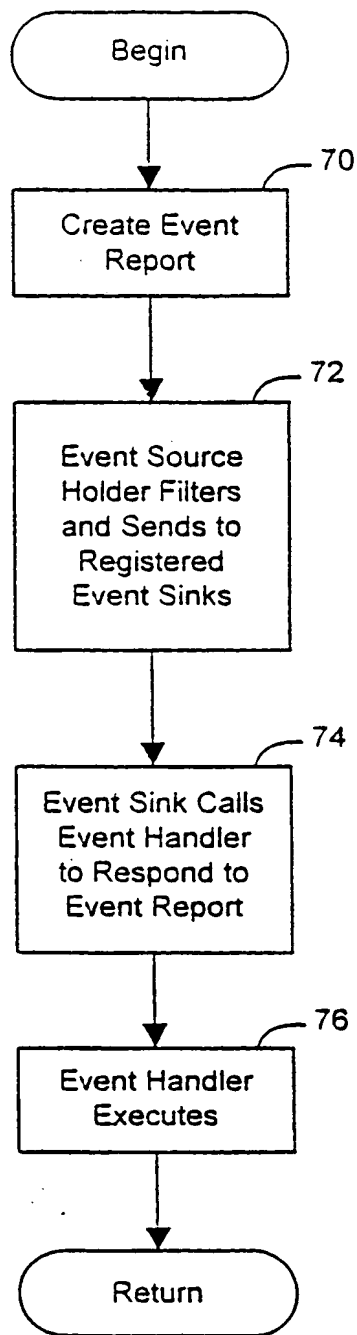 Begin
70
Create Event
Report
72
Event Source
Holder Filters
and Sends to
Registered
Event Sinks
74
Event Sink Calls
Event Handler
to Respond to
Event Report
76
Event Handler
Executes
Return